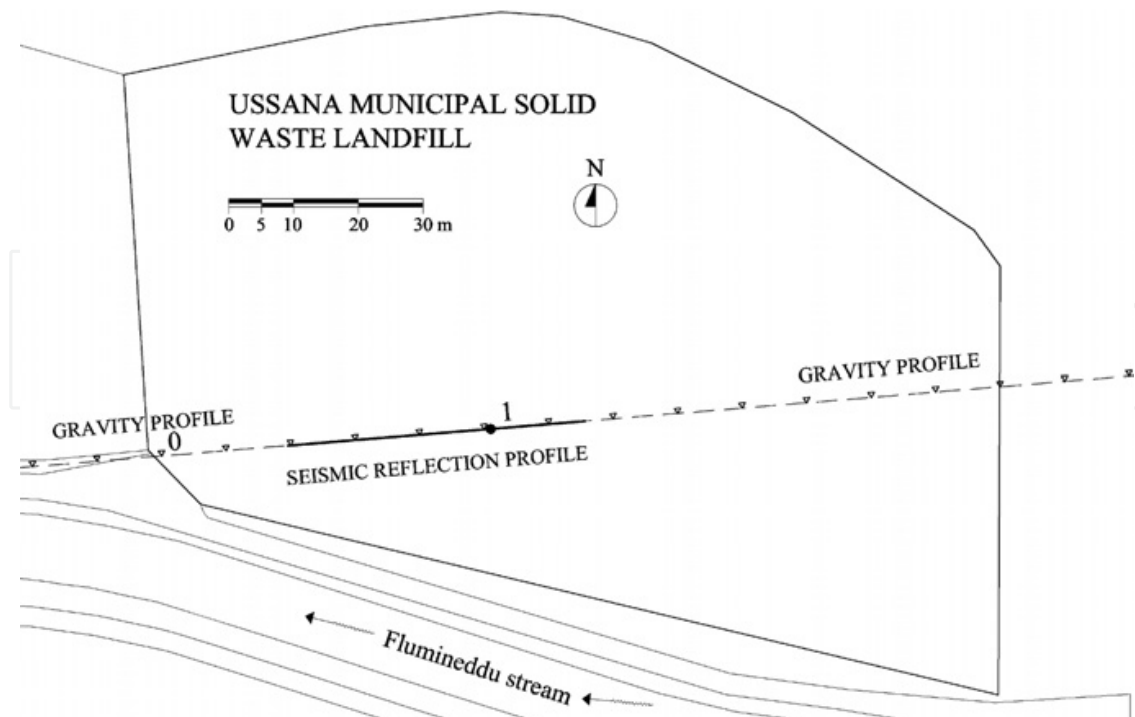 USSANA MUNICIPAL SOLID
WASTE LANDFILL
N
0 5 10 20 30 m
GRAVITY PROFILE
GRAVITY PROFILE
0
1
SEISMIC REFLECTION PROFILE
Flumineddu stream